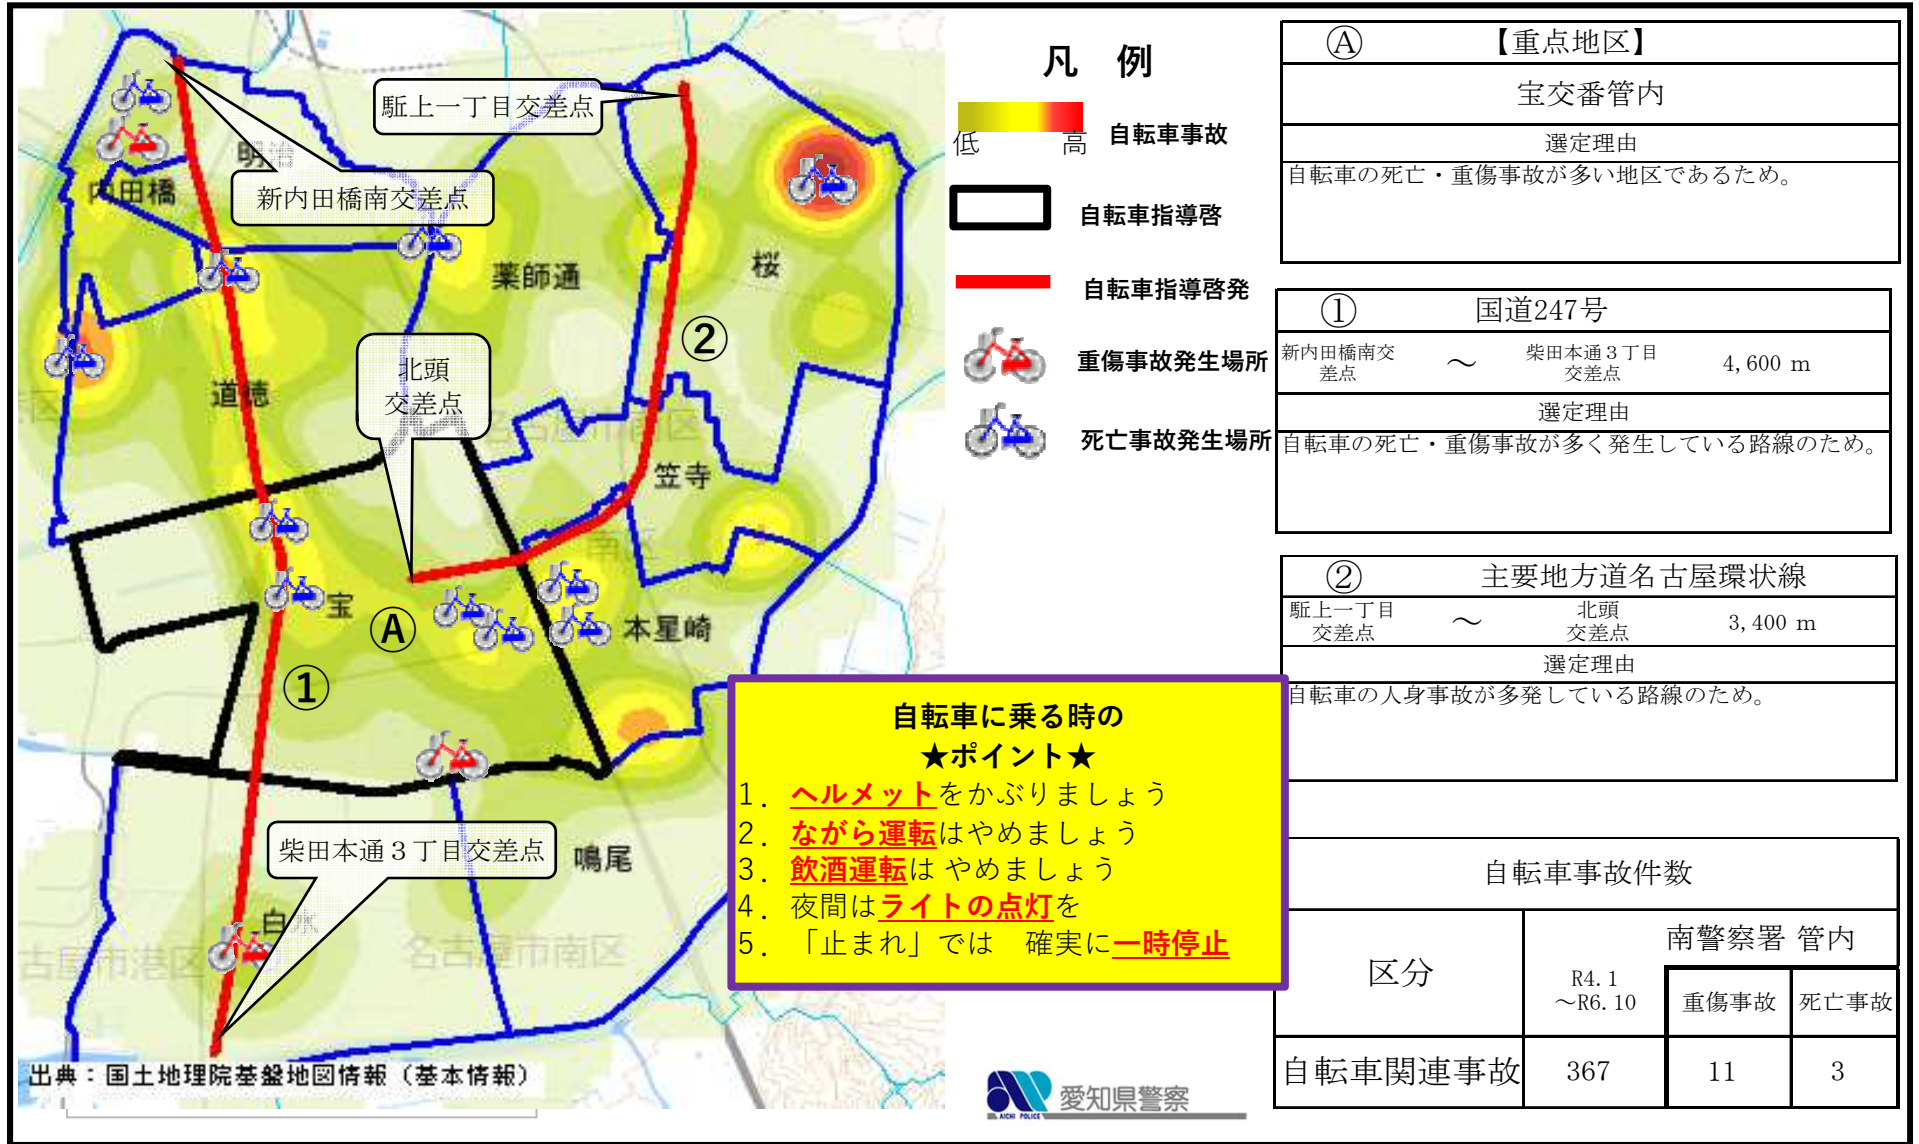 駈上一丁目交差点
明治
内田橋
新内田橋南交差点
薬師通
桜
②
北頭
交差点
道徳
名古屋市南区
笠寺
南区
宝
Ⓐ
本星崎
①
柴田本通３丁目交差点
鳴尾
白水
古屋市港区
名古屋市南区
出典：国土地理院基盤地図情報（基本情報）
凡 例
低 高 自転車事故
自転車指導啓
自転車指導啓発
重傷事故発生場所
死亡事故発生場所
Ⓐ 【重点地区】
宝交番管内
選定理由
自転車の死亡・重傷事故が多い地区であるため。
① 国道247号
新内田橋南交
差点
～
柴田本通３丁目
交差点
4,600 m
選定理由
自転車の死亡・重傷事故が多く発生している路線のため。
② 主要地方道名古屋環状線
駈上一丁目
交差点
～
北頭
交差点
3,400 m
選定理由
自転車の人身事故が多発している路線のため。
自転車に乗る時の
★ポイント★
1．ヘルメットをかぶりましょう
2．ながら運転はやめましょう
3．飲酒運転は やめましょう
4．夜間はライトの点灯を
5．「止まれ」では　確実に一時停止
自転車事故件数
区分
R4.1
～R6.10
南警察署 管内
重傷事故
死亡事故
自転車関連事故 367 11 3
AICHI POLICE
愛知県警察